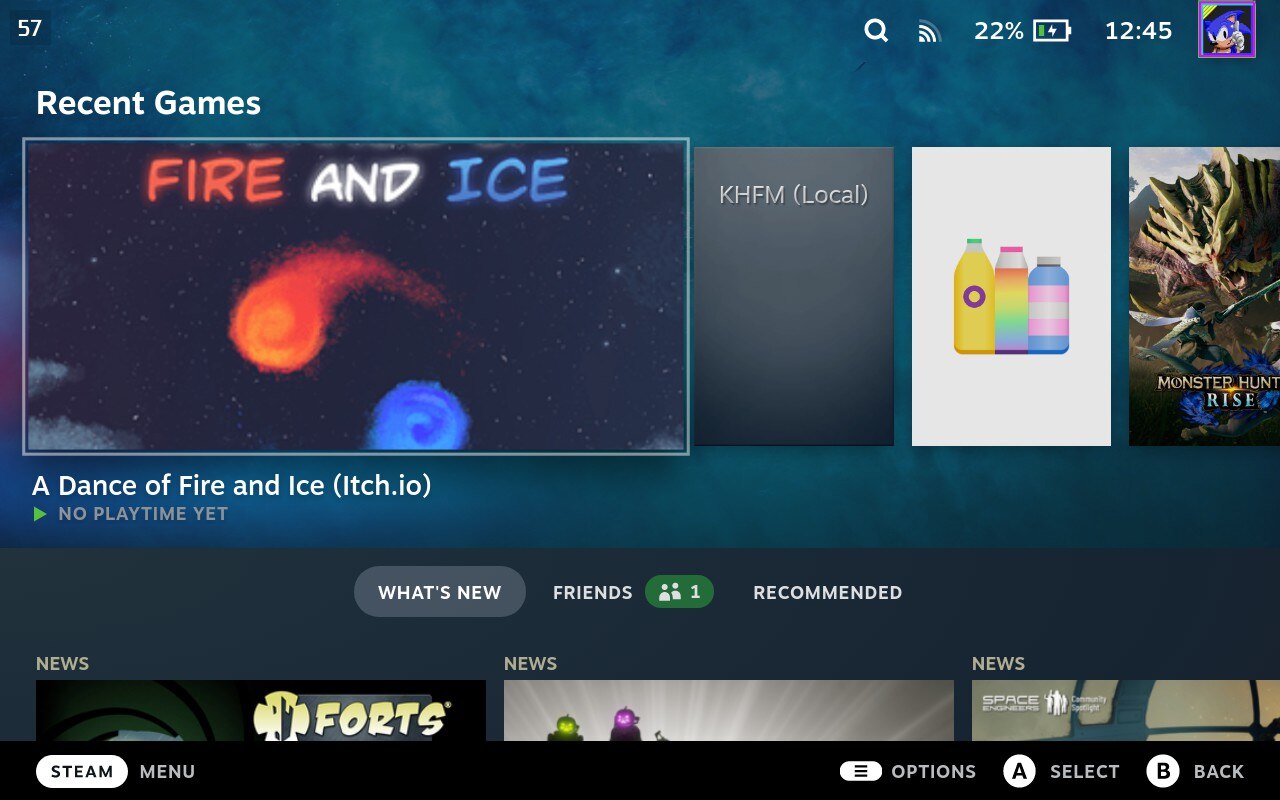 57
22%
12:45
Recent Games
FIRE AND ICE
KHFM (Local)
MONSTER HUNT
RISE
A Dance of Fire and Ice (Itch.io)
NO PLAYTIME YET
WHAT'S NEW
FRIENDS
1
RECOMMENDED
NEWS
NEWS
NEWS
FORTS
SPACE
ENGINEERS
Community
Spotlight
STEAM
MENU
OPTIONS
A
SELECT
B
BACK